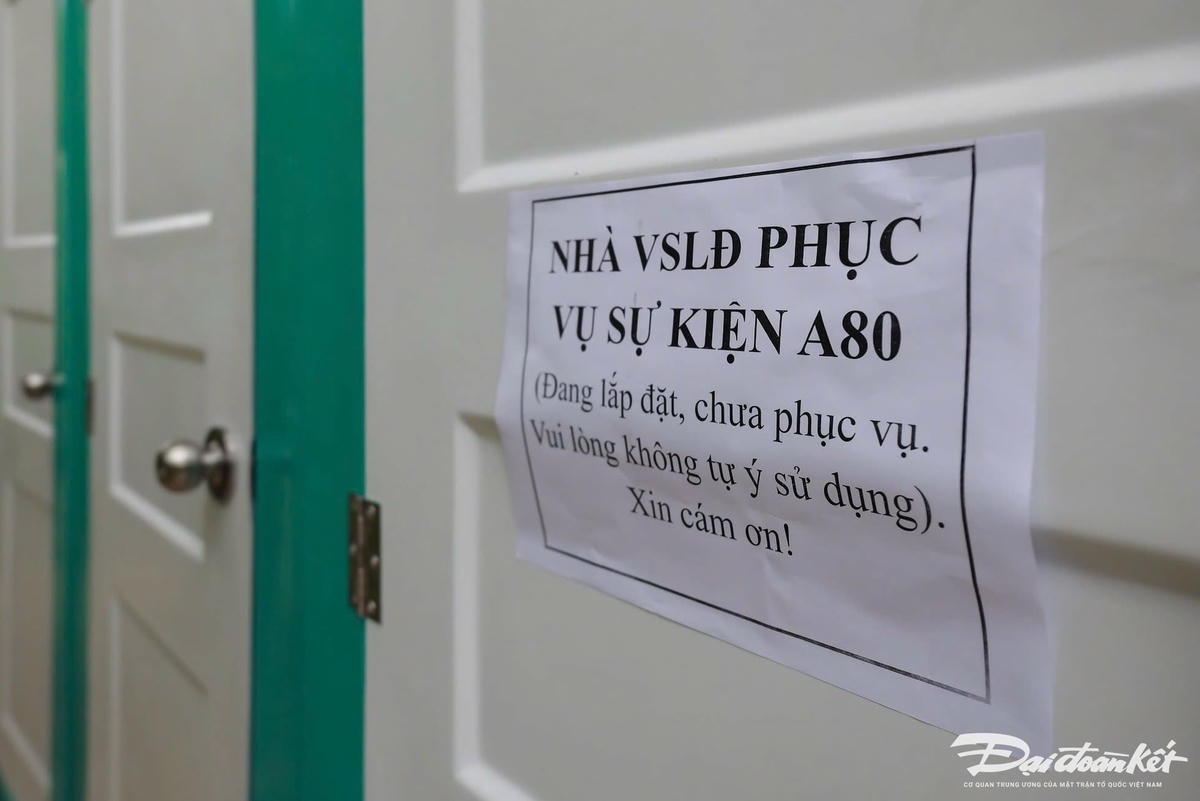 NHÀ VSLĐ PHỤC
VỤ SỰ KIỆN A80
(Đang lắp đặt, chưa phục vụ.
Vui lòng không tự ý sử dụng).
Xin cám ơn!
Đại đoàn kết
CƠ QUAN TRUNG ƯƠNG CỦA MẶT TRẬN TỔ QUỐC VIỆT NAM